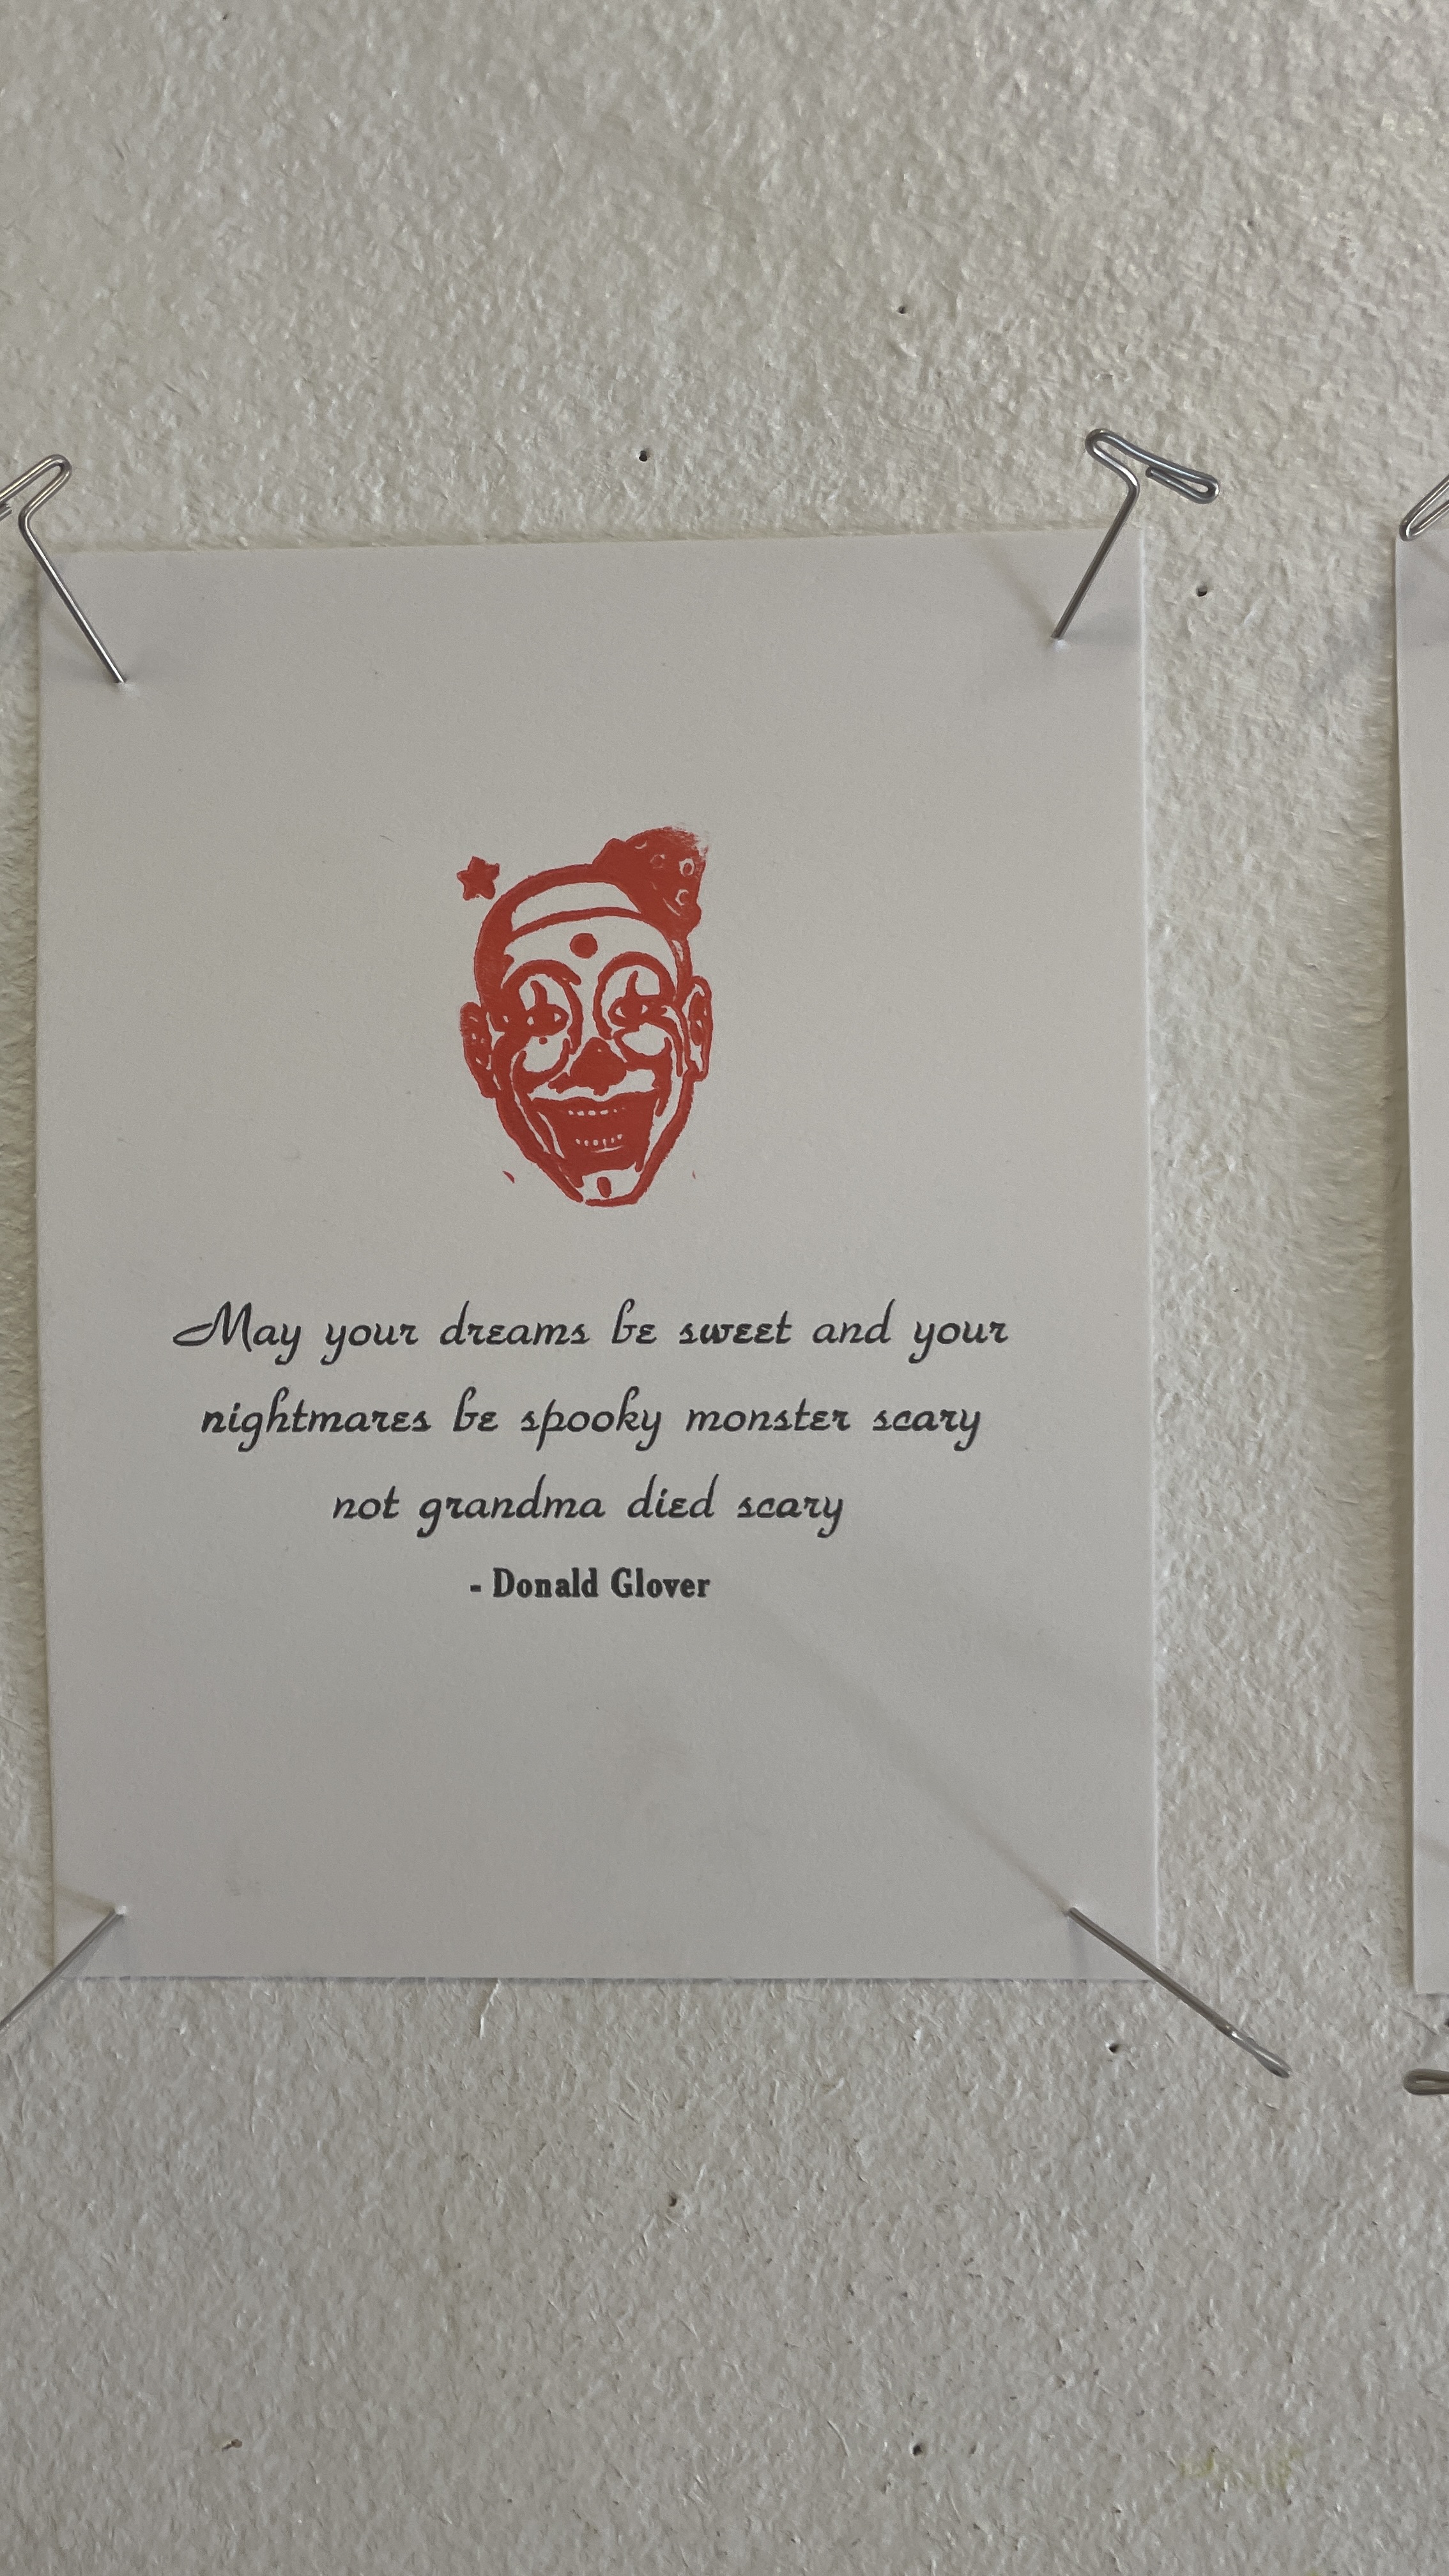 May your dreams be sweet and your
nightmares be spooky monster scary
not grandma died scary
- Donald Glover